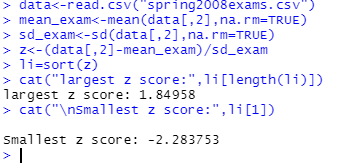 > data<-read.csv("spring2008exams.csv")
> mean_exam<-mean(data[,2],na.rm=TRUE)
> sd_exam<-sd(data[,2],na.rm=TRUE)
> z<-(data[,2]-mean_exam)/sd_exam
> li=sort(z)
> cat("largest z score:",li[length(li)])
largest z score: 1.84958
> cat("\nSmallest z score:",li[1])
Smallest z score: -2.283753
>